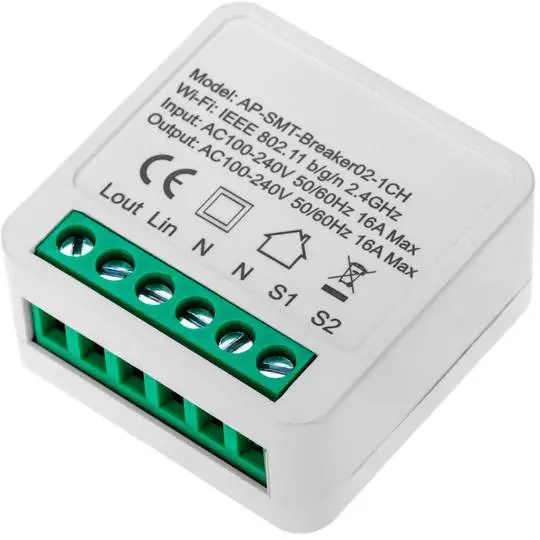 Model: AP-SMT-Breaker02-1CH
Wi-Fi: IEEE 802.11 b/g/n 2.4GHz
Input: AC100-240V 50/60Hz 16A Max
Output: AC100-240V 50/60Hz 16A Max
CE
Lout Lin N N S1 S2